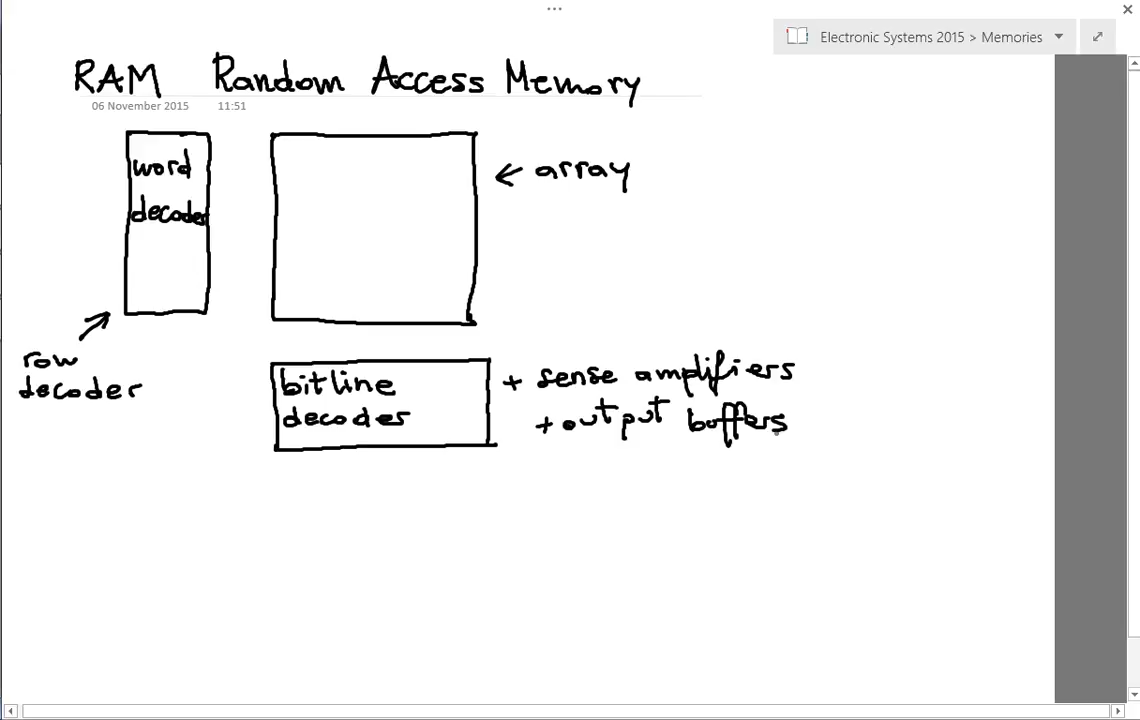 Electronic Systems 2015 > Memories
RAM Random Access Memory
06 November 2015 11:51
word
decoder
← array
row
decoder
bitline
decoder
+ sense amplifiers
+ output buffers